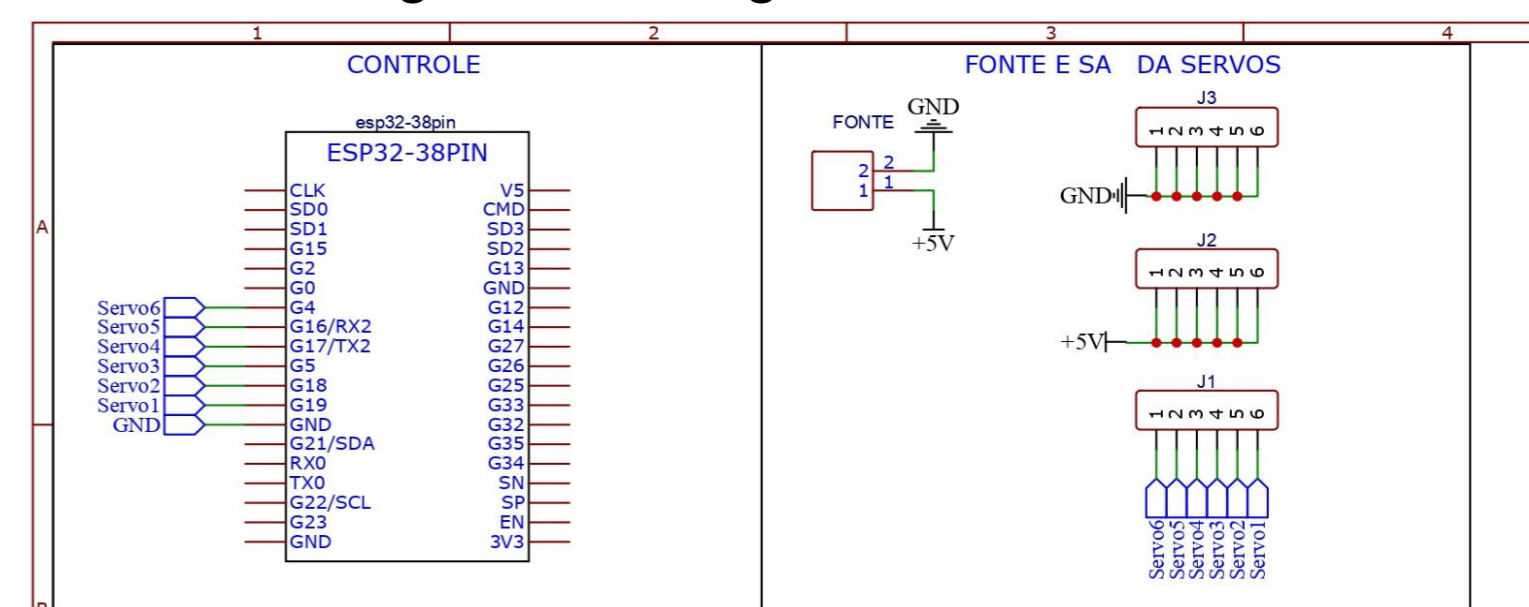 1 2 3 4
CONTROLE
FONTE E SA DA SERVOS
A
esp32-38pin
ESP32-38PIN
CLK V5
SD0 CMD
SD1 SD3
G15 SD2
G2 G13
G0 GND
Servo6 G4 G12
Servo5 G16/RX2 G14
Servo4 G17/TX2 G27
Servo3 G5 G26
Servo2 G18 G25
Servo1 G19 G33
GND GND G32
G21/SDA G35
RX0 G34
TX0 SN
G22/SCL SP
G23 EN
GND 3V3
FONTE
GND
2 2
1 1
+5V
J3
1 2 3 4 5 6
GND
J2
1 2 3 4 5 6
+5V
J1
1 2 3 4 5 6
Servo6
Servo5
Servo4
Servo3
Servo2
Servo1